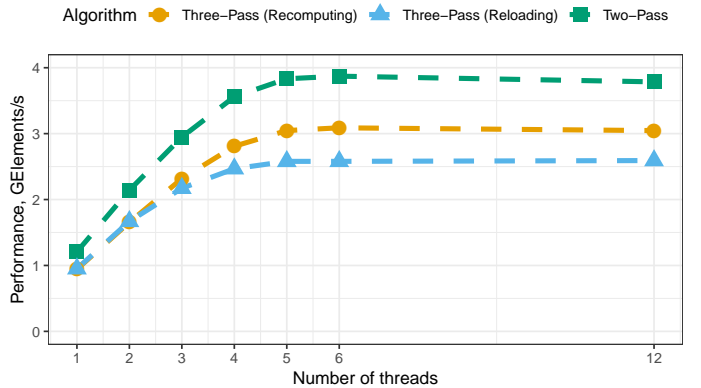 Algorithm Three−Pass (Recomputing) Three−Pass (Reloading) Two−Pass
4
3
2
1
0
Performance, GElements/s
1 2 3 4 5 6 12
Number of threads